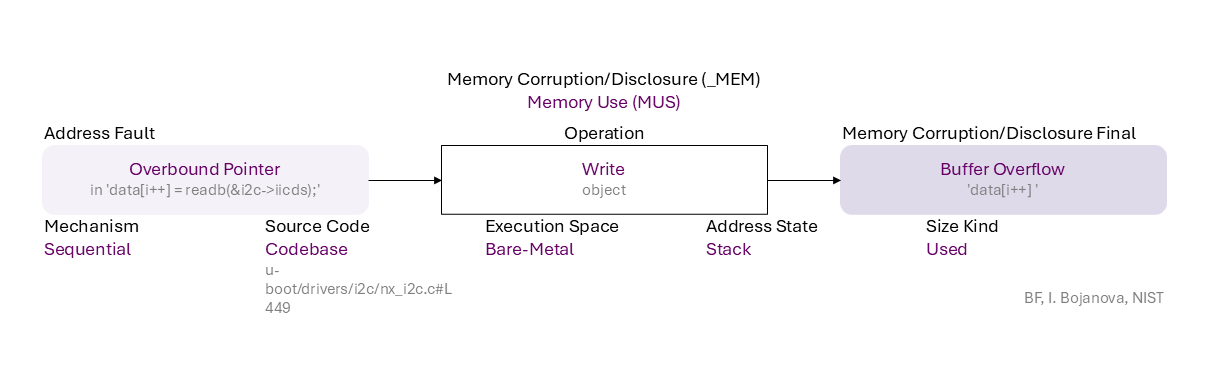 Memory Corruption/Disclosure (_MEM)
Memory Use (MUS)
Address Fault
Operation
Memory Corruption/Disclosure Final
Overbound Pointer
in 'data[i++] = readb(&i2c->iicds);'
Write
object
Buffer Overflow
'data[i++] '
Mechanism
Sequential
Source Code
Codebase
u-
boot/drivers/i2c/nx_i2c.c#L
449
Execution Space
Bare-Metal
Address State
Stack
Size Kind
Used
BF, I. Bojanova, NIST